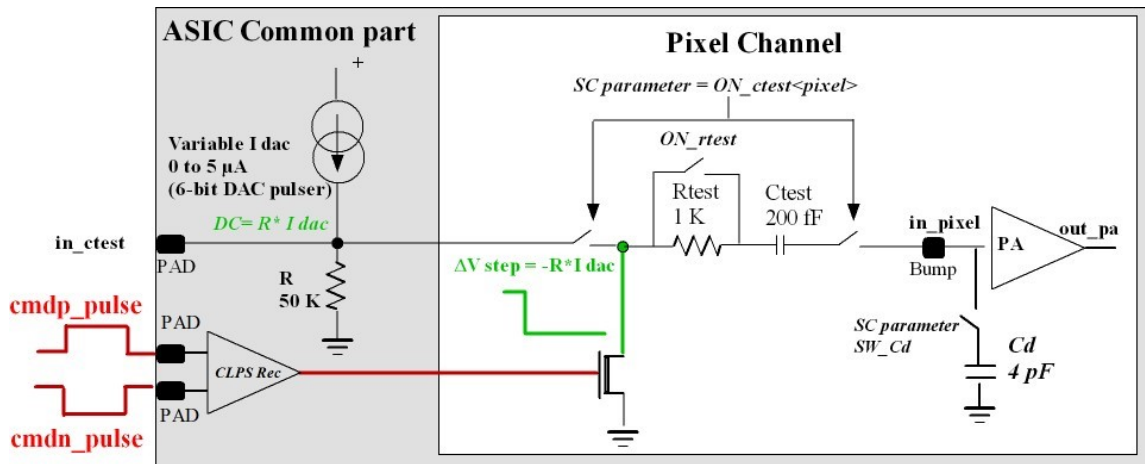 ASIC Common part
Pixel Channel
+
SC parameter = ON_ctest<pixel>
Variable I dac
0 to 5 µA
(6-bit DAC pulser)
ON_rtest
Rtest
1 K
Ctest
200 fF
DC= R* I dac
in_ctest
PAD
in_pixel
Bump
PA
out_pa
ΔV step = -R*I dac
R
50 K
cmdp_pulse
PAD
CLPS Rec
PAD
cmdn_pulse
SC parameter
SW_Cd
Cd
4 pF